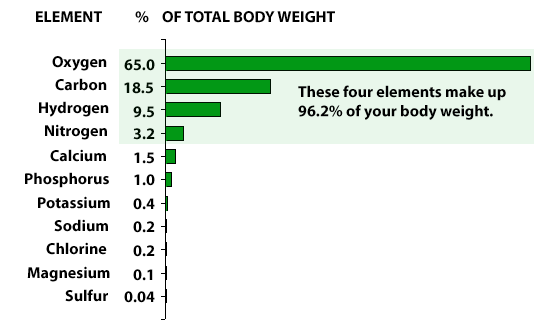 ELEMENT % OF TOTAL BODY WEIGHT
Oxygen 65.0
Carbon 18.5
These four elements make up
Hydrogen 9.5
96.2% of your body weight.
Nitrogen 3.2
Calcium 1.5
Phosphorus 1.0
Potassium 0.4
Sodium 0.2
Chlorine 0.2
Magnesium 0.1
Sulfur 0.04